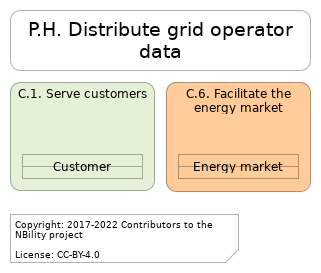 P.H. Distribute grid operator
data
C.1. Serve customers
Customer
C.6. Facilitate the
energy market
Energy market
Copyright: 2017-2022 Contributors to the
NBility project
License: CC-BY-4.0